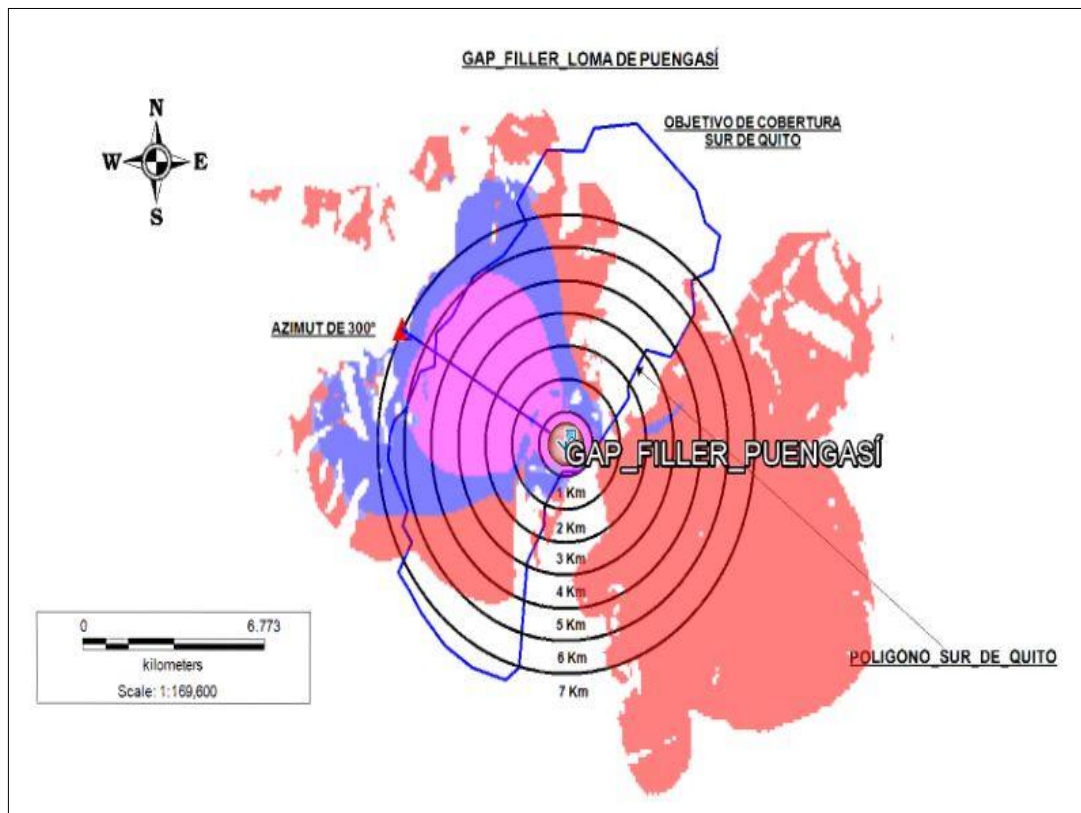 GAP_FILLER_LOMA DE PUENGASÍ
OBJETIVO DE COBERTURA
SUR DE QUITO
N
W E
S
AZIMUT DE 300°
GAP_FILLER_PUENGASÍ
1 Km
2 Km
3 Km
4 Km
5 Km
6 Km
7 Km
0 6.773
kilometers
Scale: 1:169,600
POLIGONO_SUR_DE_QUITO